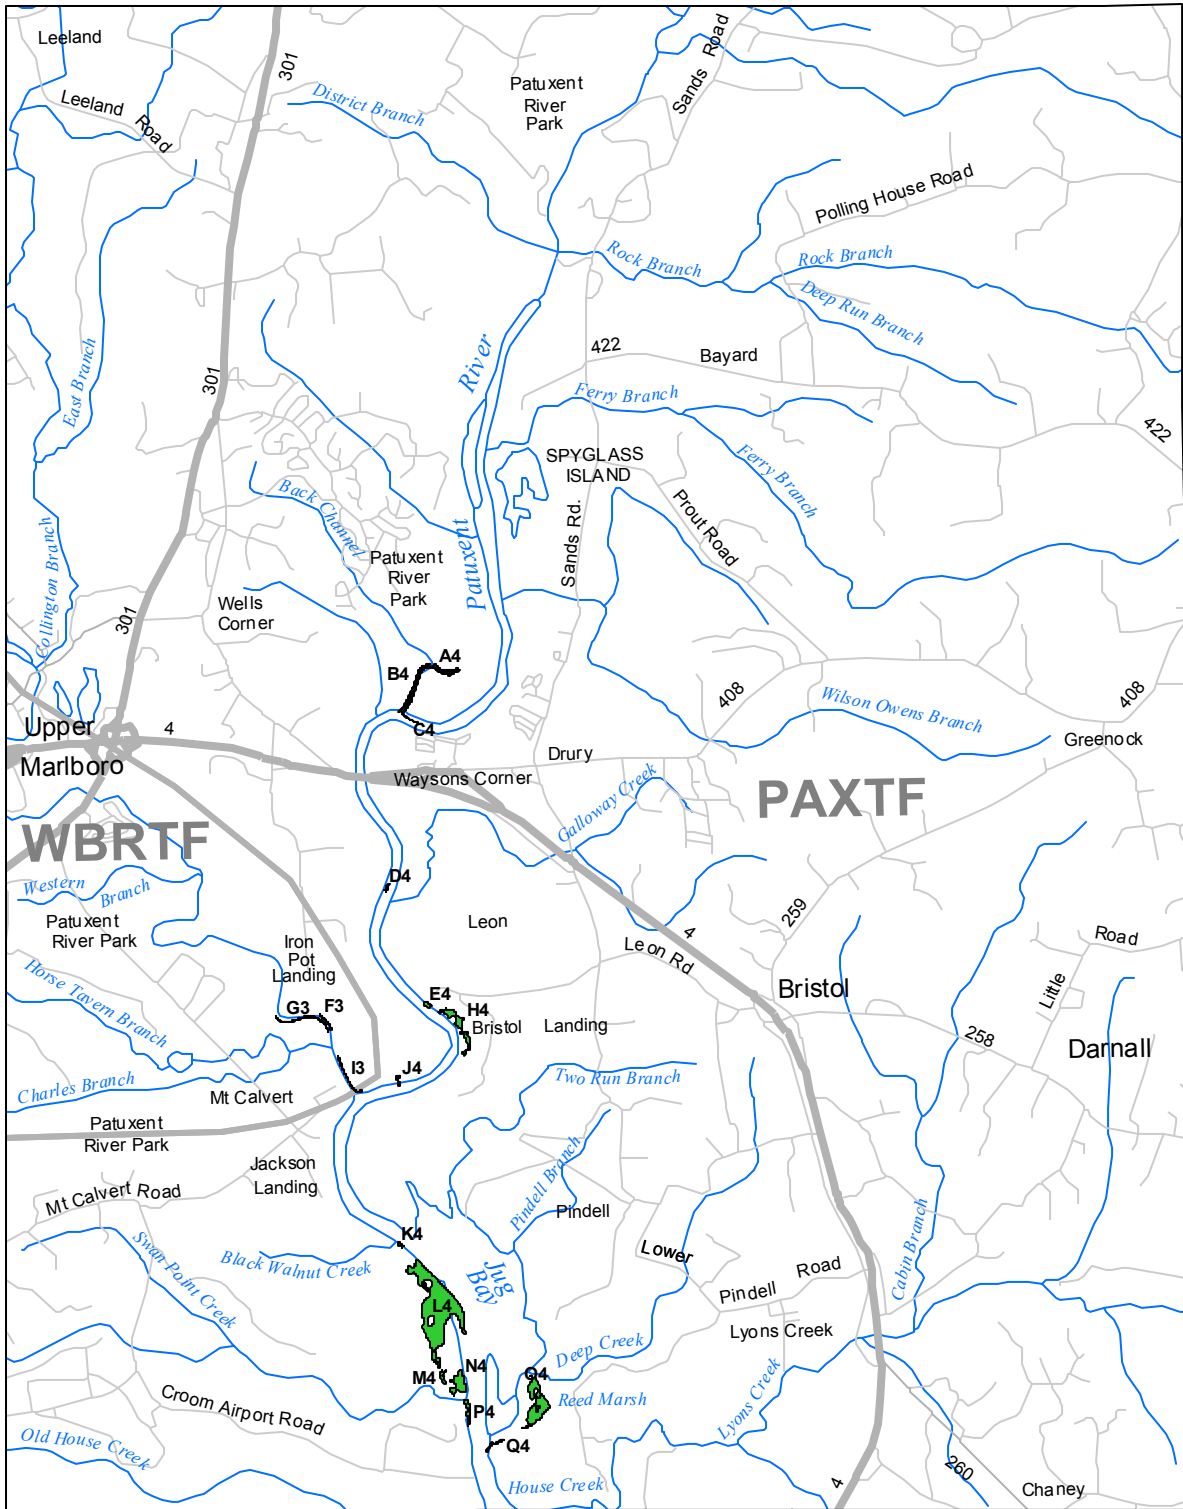 Leeland
301
Sands Road
Patuxent
River
Park
Leeland Road
District Branch
Polling House Road
Rock Branch
Rock Branch
Deep Run Branch
East Branch
301
River
422
Bayard
Ferry Branch
422
SPYGLASS
ISLAND
Ferry Branch
Back Channel
Prout Road
Sands Rd.
Patuxent
Patuxent
River
Park
Collington Branch
Wells
Corner
301
A4
B4
C4
408
408
Wilson Owens Branch
Upper
Marlboro
4
Greenock
Drury
Waysons Corner
Galloway Creek
PAXTF
WBRTF
Western Branch
D4
Patuxent
River Park
259
Leon
4
Leon Rd
Road
Iron
Pot
Landing
Little
Horse Tavern Branch
Bristol
E4
H4
G3
F3
Bristol Landing
258
Darnall
I3
J4
Two Run Branch
Charles Branch
Mt Calvert
Patuxent
River Park
Jackson
Landing
Pindell Branch
Mt Calvert Road
Pindell
K4
Swan Point Creek
Black Walnut Creek
Jug
Bay
Lower
Pindell Road
Cabin Branch
L4
Lyons Creek
Deep Creek
M4
N4
O4
Croom Airport Road
Reed Marsh
Lyons Creek
P4
Old House Creek
Q4
House Creek
4
260
Chaney